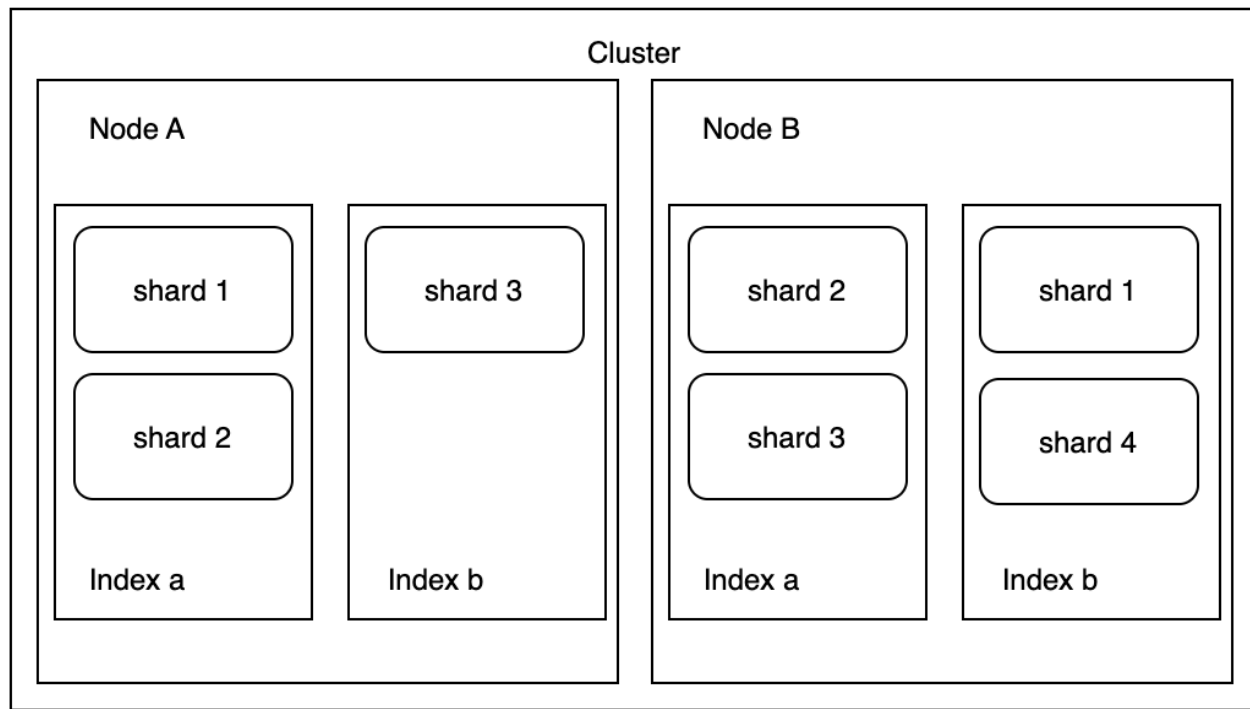 Cluster
Node A
shard 1
shard 2
Index a
shard 3
Index b
Node B
shard 2
shard 3
Index a
shard 1
shard 4
Index b